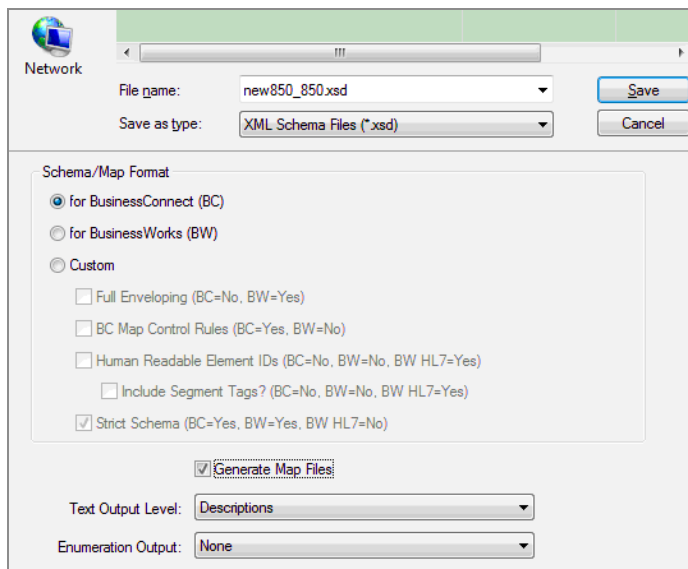 Network
File name: new850_850.xsd Save
Save as type: XML Schema Files (*.xsd) Cancel
Schema/Map Format
for BusinessConnect (BC)
for BusinessWorks (BW)
Custom
Full Enveloping (BC=No, BW=Yes)
BC Map Control Rules (BC=Yes, BW=No)
Human Readable Element IDs (BC=No, BW=No, BW HL7=Yes)
Include Segment Tags? (BC=No, BW=No, BW HL7=Yes)
Strict Schema (BC=Yes, BW=Yes, BW HL7=No)
Generate Map Files
Text Output Level: Descriptions
Enumeration Output: None